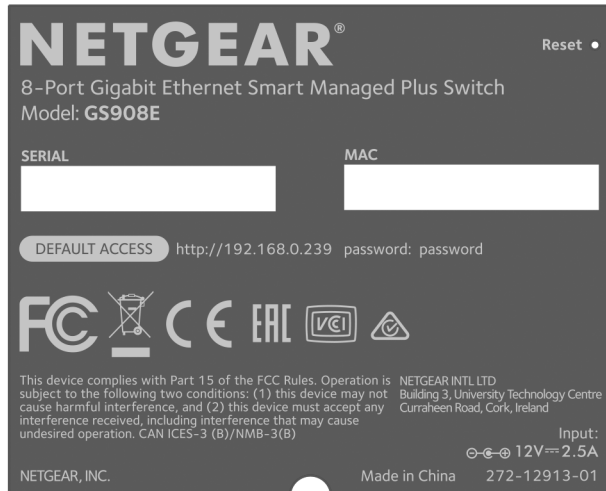 NETGEAR®
Reset
8-Port Gigabit Ethernet Smart Managed Plus Switch
Model: GS908E
SERIAL
MAC
DEFAULT ACCESS http://192.168.0.239 password: password
FC CE EAC VCI
This device complies with Part 15 of the FCC Rules. Operation is
subject to the following two conditions: (1) this device may not
cause harmful interference, and (2) this device must accept any
interference received, including interference that may cause
undesired operation. CAN ICES-3 (B)/NMB-3(B)
NETGEAR INTL LTD
Building 3, University Technology Centre
Curraheen Road, Cork, Ireland
Input:
12V⎓2.5A
NETGEAR, INC.
Made in China 272-12913-01